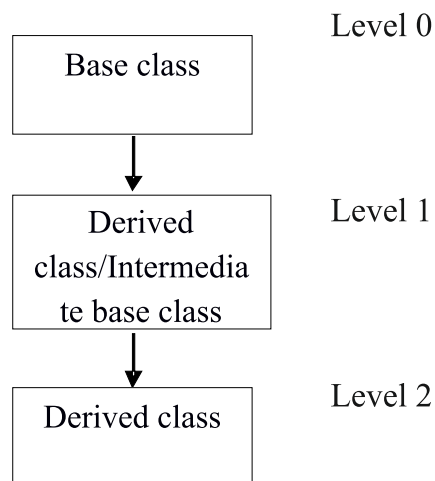 Level 0
Base class
Level 1
Derived
class/Intermedia
te base class
Level 2
Derived class